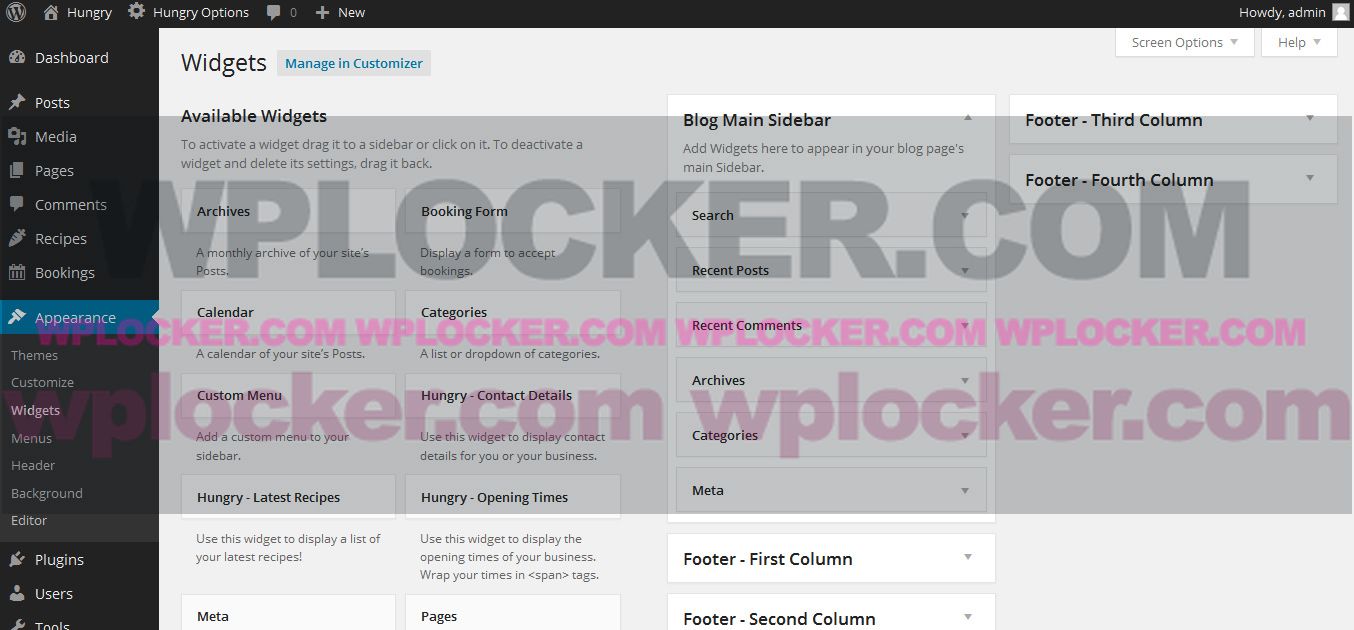 Hungry
Hungry Options
0
New
Howdy, admin
Dashboard
Posts
Media
Pages
Comments
Recipes
Bookings
Appearance
Themes
Customize
Widgets
Menus
Header
Background
Editor
Plugins
Users
Tools
Screen Options
Help
Widgets
Manage in Customizer
Available Widgets
To activate a widget drag it to a sidebar or click on it. To deactivate a
widget and delete its settings, drag it back.
Archives
A monthly archive of your site's
Posts.
Booking Form
Display a form to accept
bookings.
Calendar
A calendar of your site's Posts.
Categories
A list or dropdown of categories.
Custom Menu
Add a custom menu to your
sidebar.
Hungry - Contact Details
Use this widget to display contact
details for you or your business.
Hungry - Latest Recipes
Use this widget to display a list of
your latest recipes!
Hungry - Opening Times
Use this widget to display the
opening times of your business.
Wrap your times in <span> tags.
Meta
Pages
Blog Main Sidebar
Add Widgets here to appear in your blog page's
main Sidebar.
Search
Recent Posts
Recent Comments
Archives
Categories
Meta
Footer - First Column
Footer - Second Column
Footer - Third Column
Footer - Fourth Column
WPLOCKER.COM
WPLOCKER.COM WPLOCKER.COM WPLOCKER.COM WPLOCKER.COM
wplocker.com wplocker.com